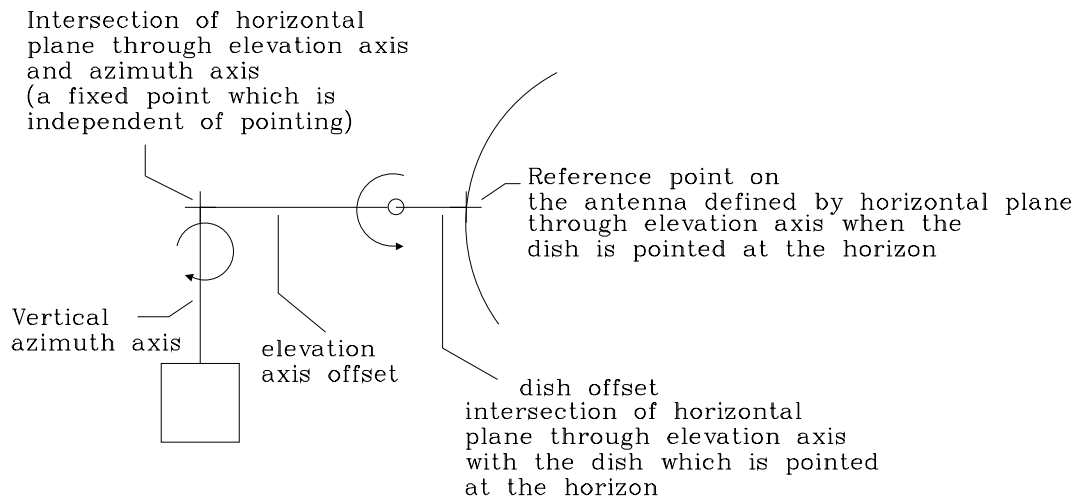 Intersection of horizontal
plane through elevation axis
and azimuth axis
(a fixed point which is
independent of pointing)
Reference point on
the antenna defined by horizontal plane
through elevation axis when the
dish is pointed at the horizon
Vertical
azimuth axis
elevation
axis offset
dish offset
intersection of horizontal
plane through elevation axis
with the dish which is pointed
at the horizon